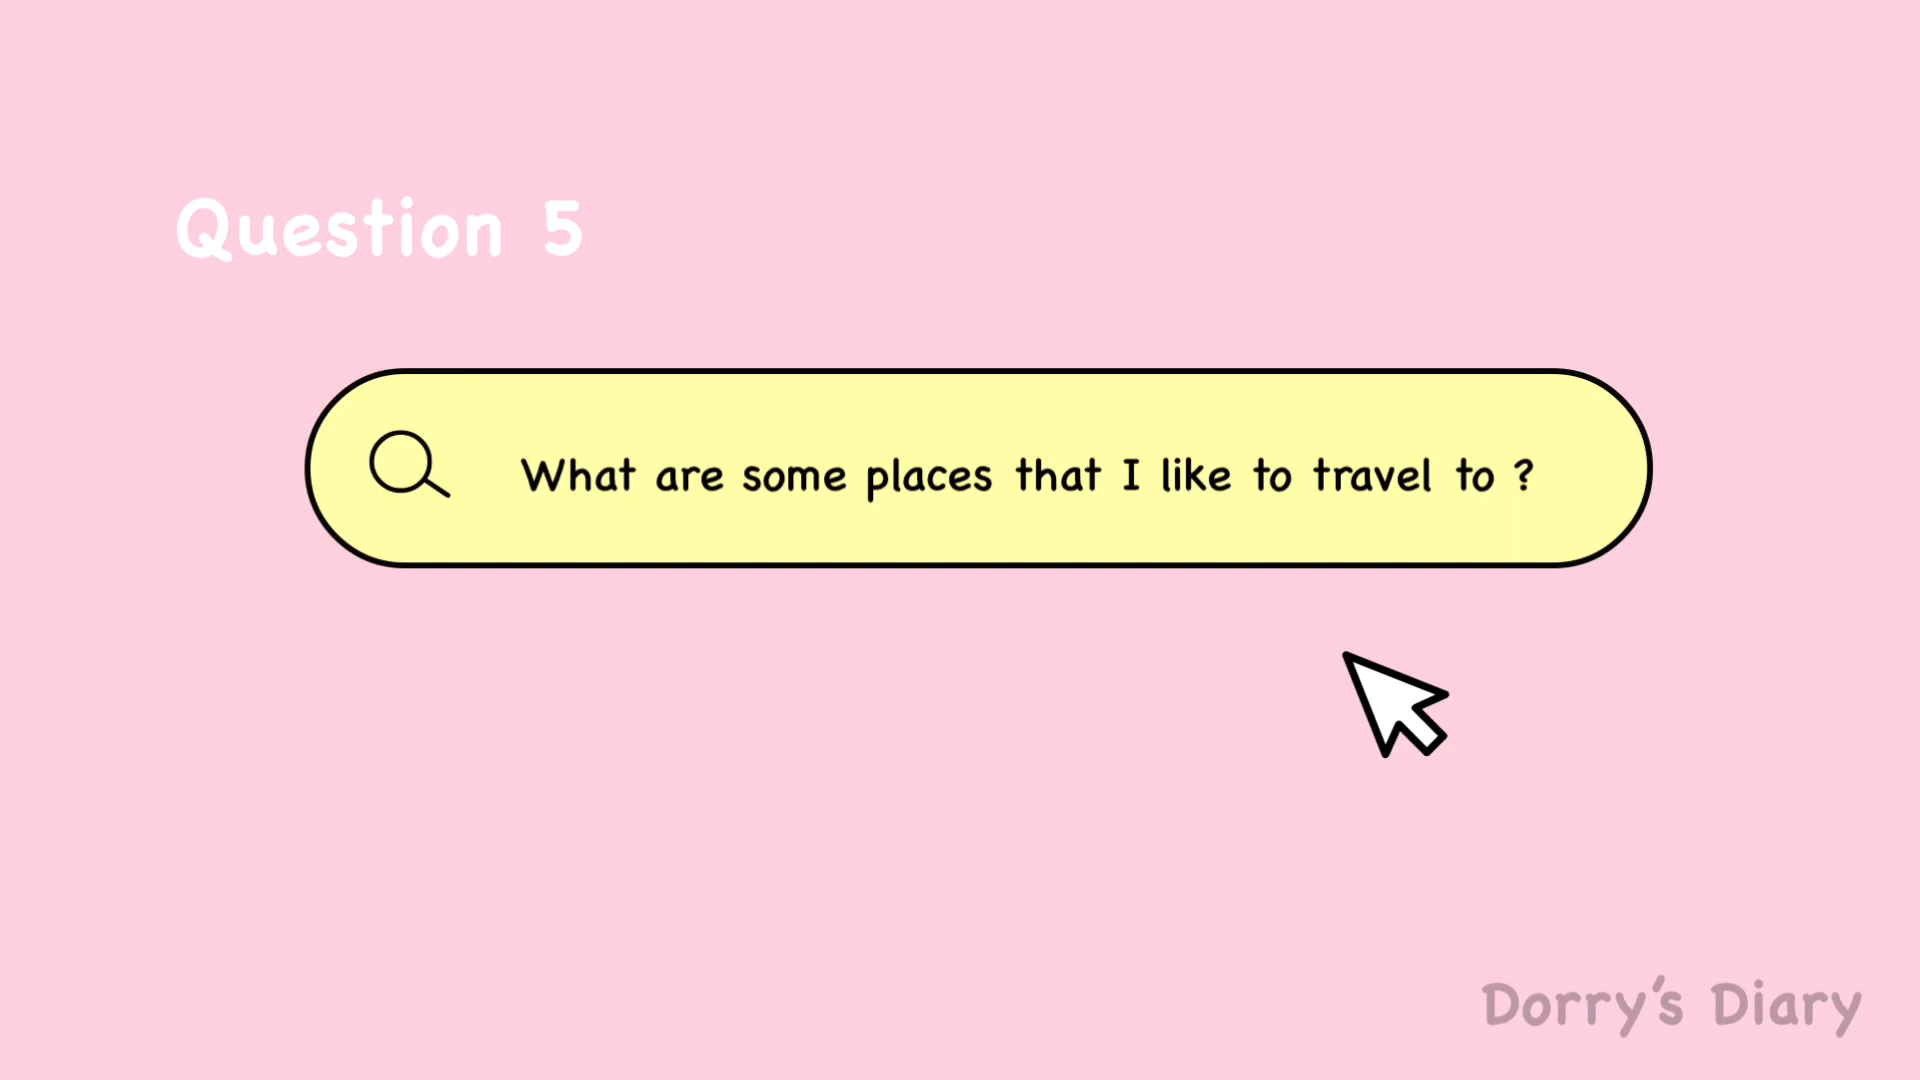 Question 5
What are some places that I like to travel to ?
Dorry's Diary